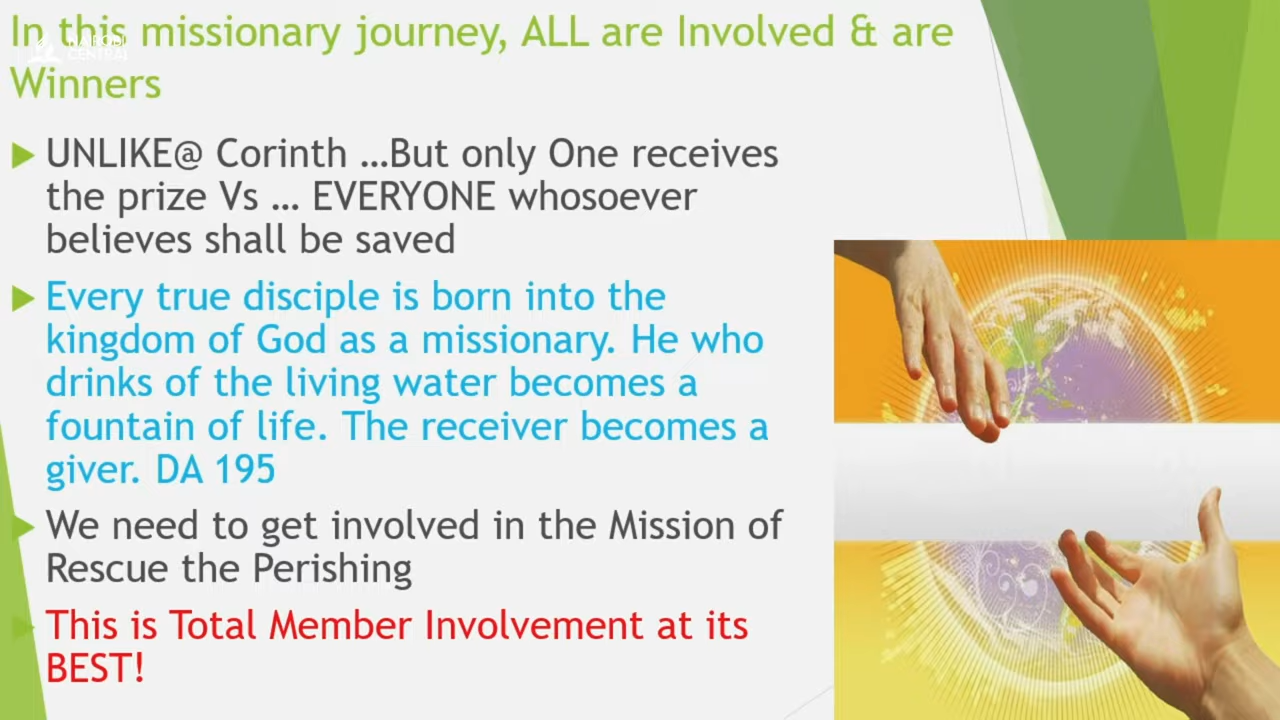 In this missionary journey, ALL are Involved & are
Winners
NAIROBI
CENTRAL
UNLIKE@ Corinth …But only One receives
the prize Vs … EVERYONE whosoever
believes shall be saved
Every true disciple is born into the
kingdom of God as a missionary. He who
drinks of the living water becomes a
fountain of life. The receiver becomes a
giver. DA 195
We need to get involved in the Mission of
Rescue the Perishing
This is Total Member Involvement at its
BEST!